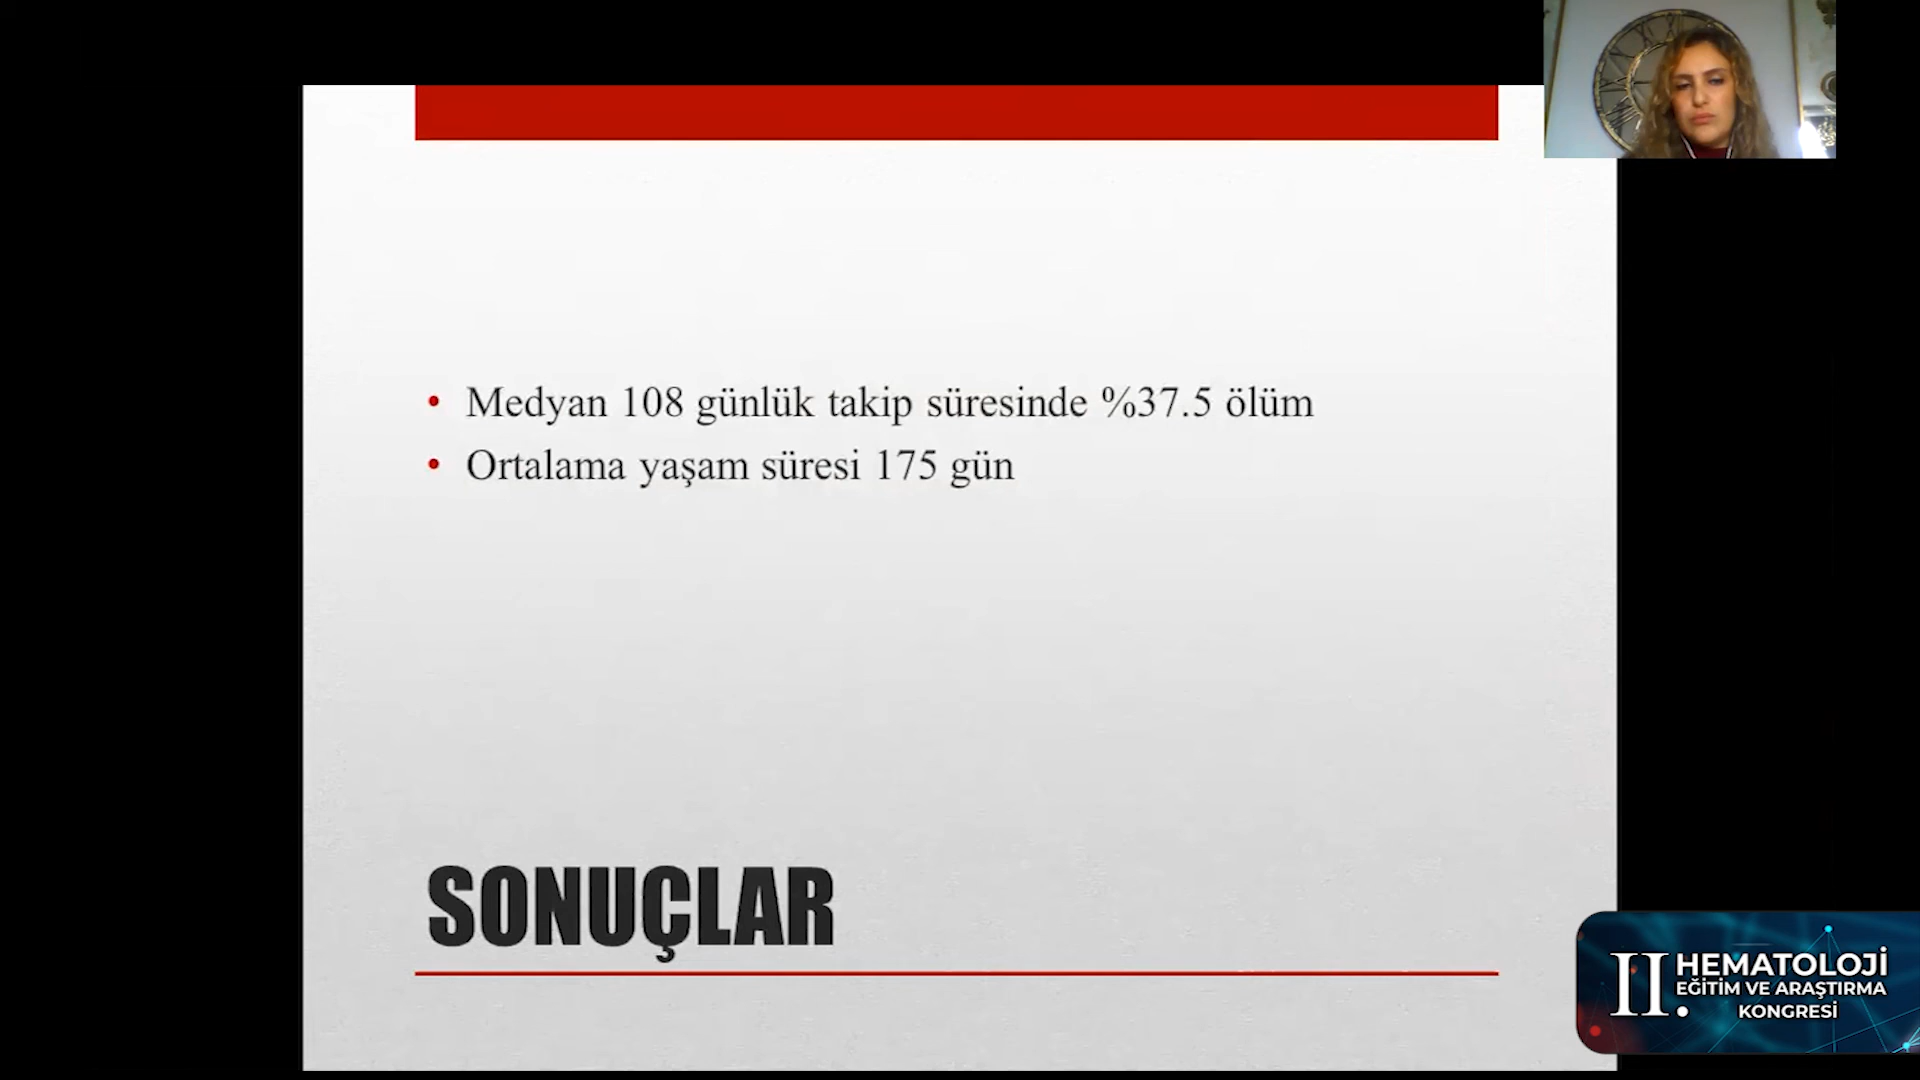 • Medyan 108 günlük takip süresinde %37.5 ölüm
• Ortalama yaşam süresi 175 gün
SONUÇLAR
II. HEMATOLOJİ
EĞİTİM VE ARAŞTIRMA
KONGRESİ